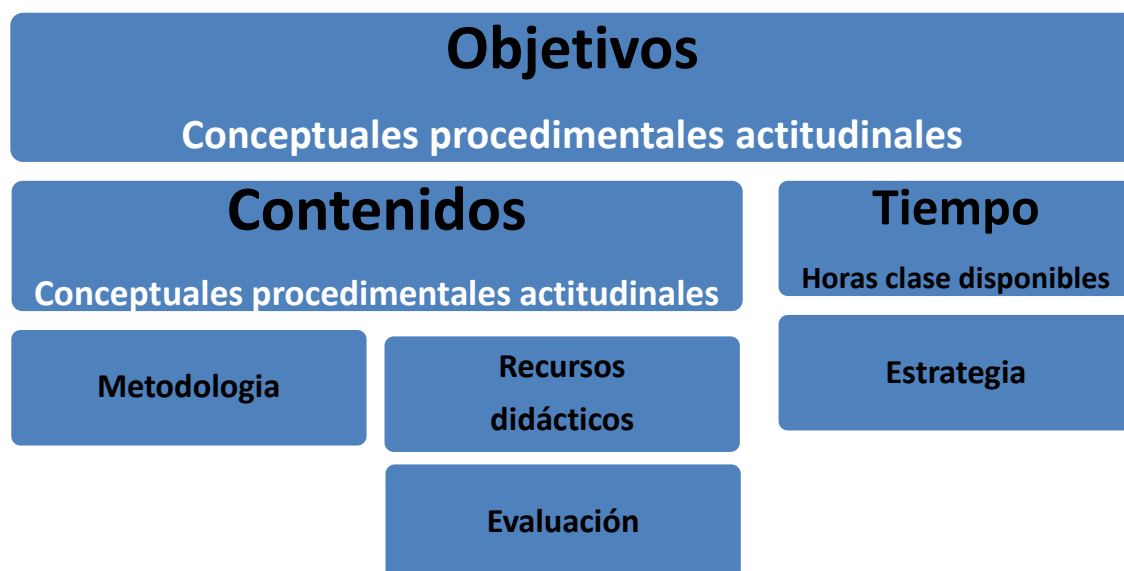 Objetivos
Conceptuales procedimentales actitudinales
Contenidos
Conceptuales procedimentales actitudinales
Tiempo
Horas clase disponibles
Metodologia
Recursos
didácticos
Estrategia
Evaluación